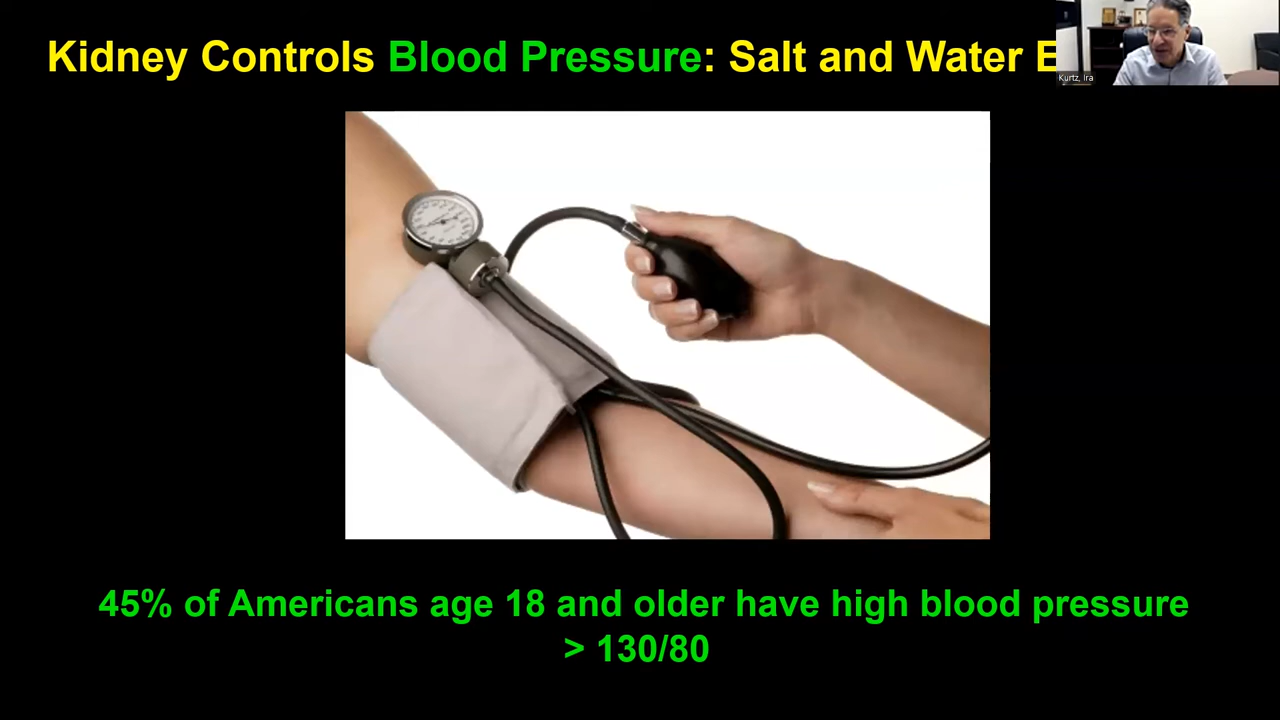 Kidney Controls Blood Pressure: Salt and Water
Kurtz, Ira
45% of Americans age 18 and older have high blood pressure
> 130/80